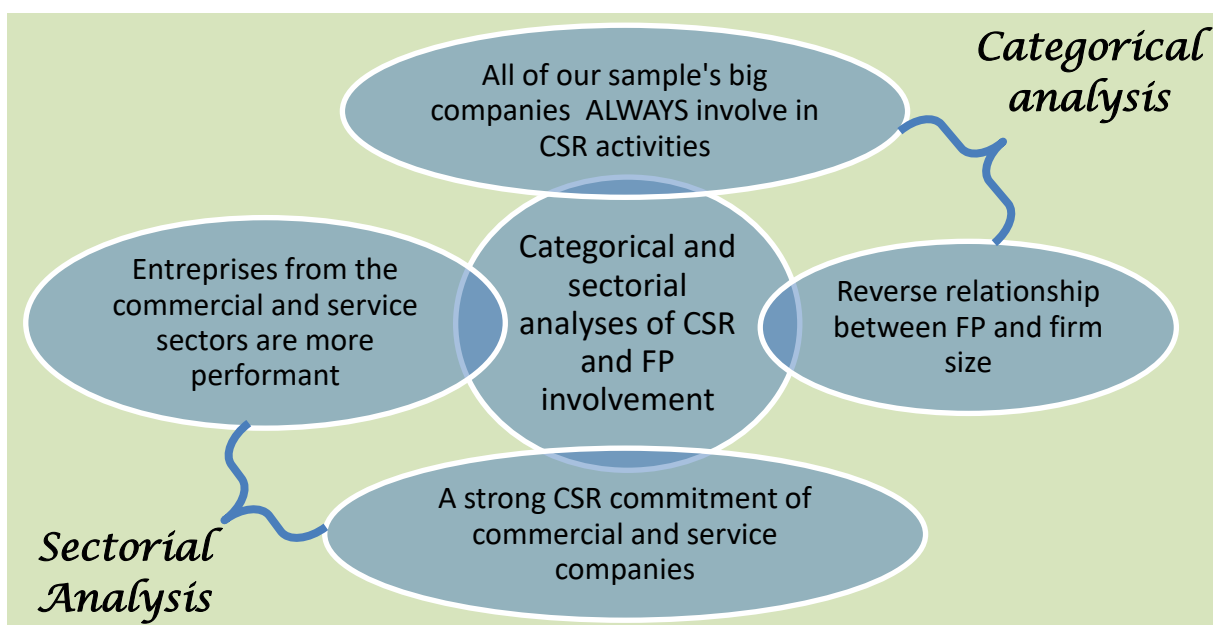 Categorical
analysis
All of our sample's big
companies ALWAYS involve in
CSR activities
Entreprises from the
commercial and service
sectors are more
performant
Categorical and
sectorial
analyses of CSR
and FP
involvement
Reverse relationship
between FP and firm
size
A strong CSR commitment of
commercial and service
companies
Sectorial
Analysis